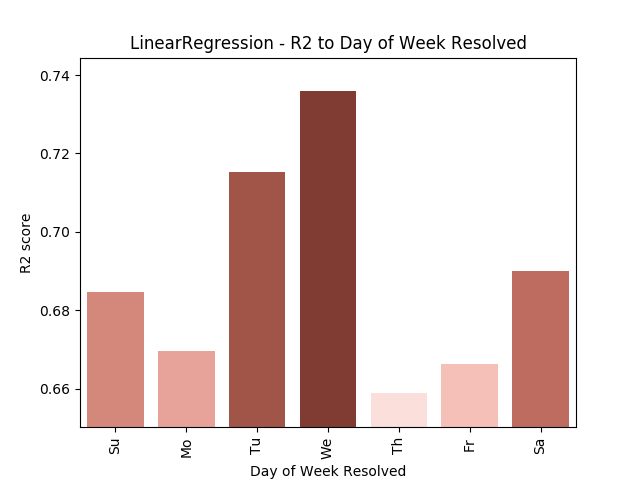 LinearRegression - R2 to Day of Week Resolved
0.74
0.72
0.70
0.68
0.66
R2 score
Su Mo Tu We Th Fr Sa
Day of Week Resolved